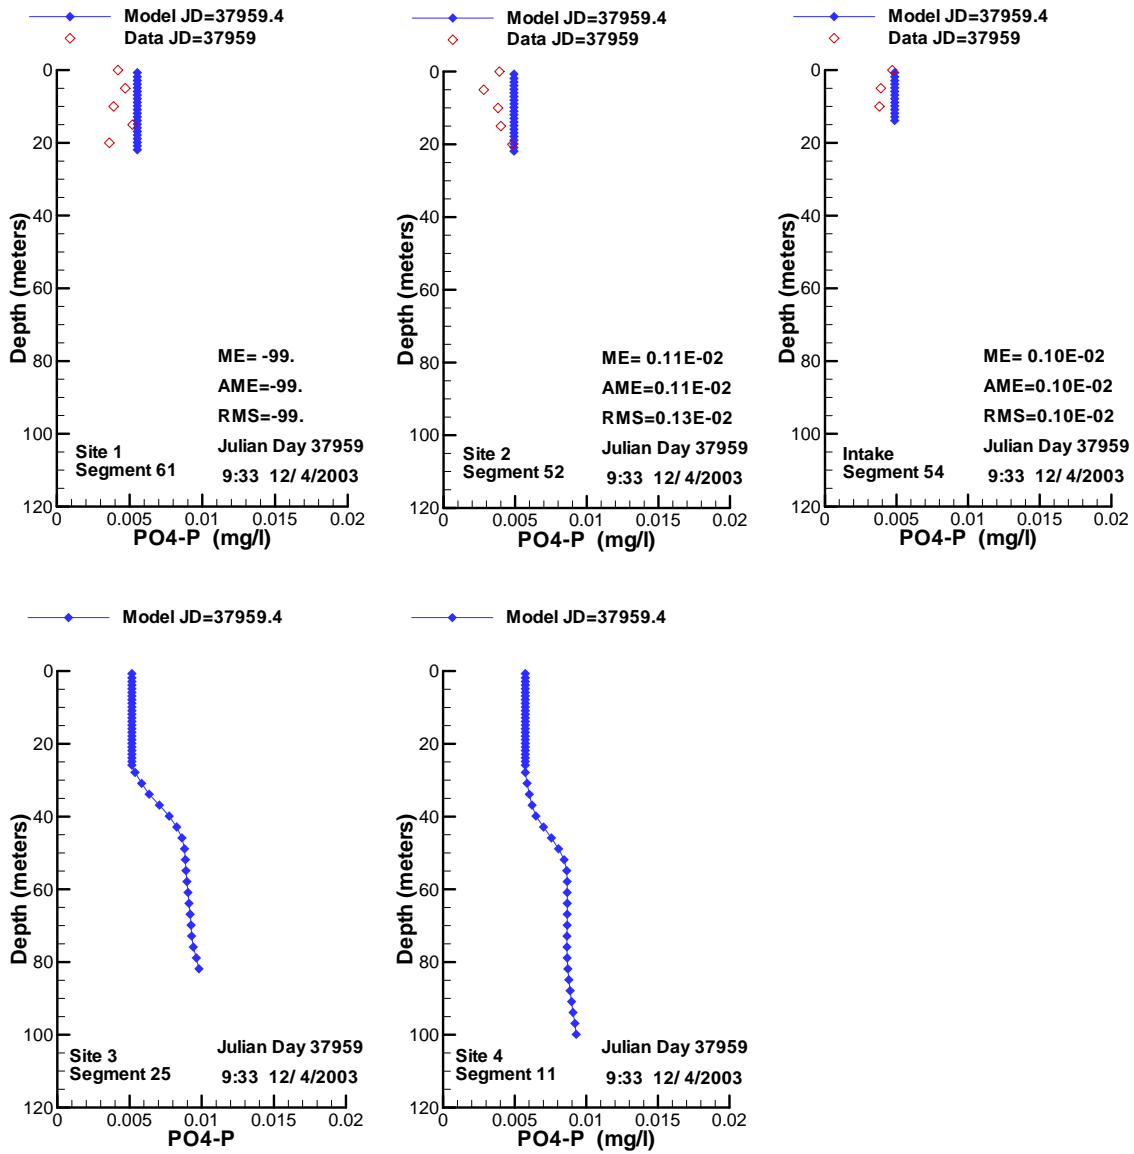 Model JD=37959.4
Data JD=37959
0
20
40
60
80
100
120
Depth (meters)
ME= -99.
AME=-99.
RMS=-99.
Julian Day 37959
9:33 12/ 4/2003
Site 1
Segment 61
0
0.005
0.01
0.015
0.02
PO4-P (mg/l)
Model JD=37959.4
Data JD=37959
0
20
40
60
80
100
120
Depth (meters)
ME= 0.11E-02
AME=0.11E-02
RMS=0.13E-02
Julian Day 37959
9:33 12/ 4/2003
Site 2
Segment 52
0
0.005
0.01
0.015
0.02
PO4-P (mg/l)
Model JD=37959.4
Data JD=37959
0
20
40
60
80
100
120
Depth (meters)
ME= 0.10E-02
AME=0.10E-02
RMS=0.10E-02
Julian Day 37959
9:33 12/ 4/2003
Intake
Segment 54
0
0.005
0.01
0.015
0.02
PO4-P (mg/l)
Model JD=37959.4
0
20
40
60
80
100
120
Depth (meters)
Julian Day 37959
9:33 12/ 4/2003
Site 3
Segment 25
0
0.005
0.01
0.015
0.02
PO4-P
Model JD=37959.4
0
20
40
60
80
100
120
Depth (meters)
Julian Day 37959
9:33 12/ 4/2003
Site 4
Segment 11
0
0.005
0.01
0.015
0.02
PO4-P (mg/l)